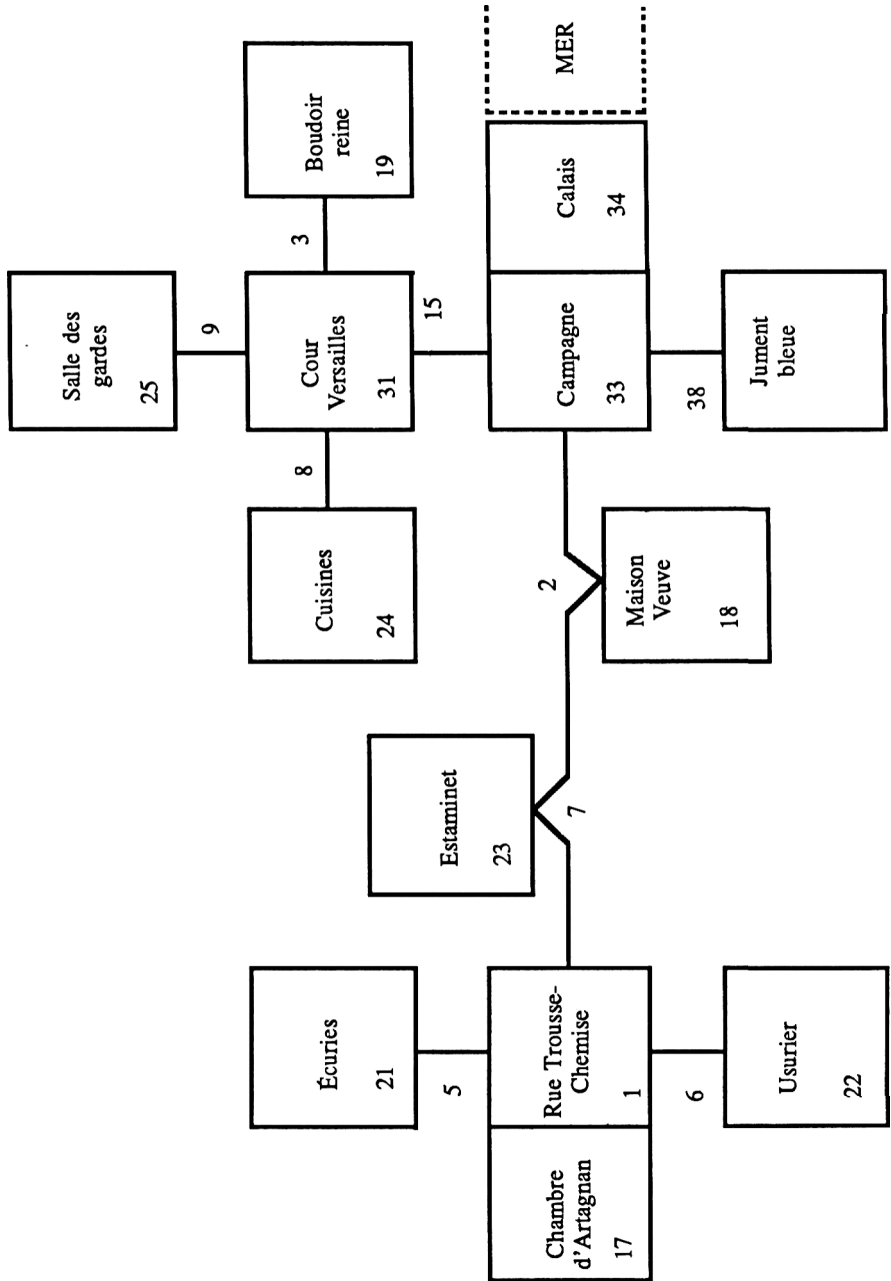 Salle des
gardes
25
9
Cuisines
24
8
Cour
Versailles
31
3
Boudoir
reine
19
15
Écuries
21
5
Estaminet
23
7
Chambre
d'Artagnan
17
Rue Trousse-
Chemise
1
2
Campagne
33
Calais
34
MER
6
Usurier
22
Maison
Veuve
18
38
Jument
bleue